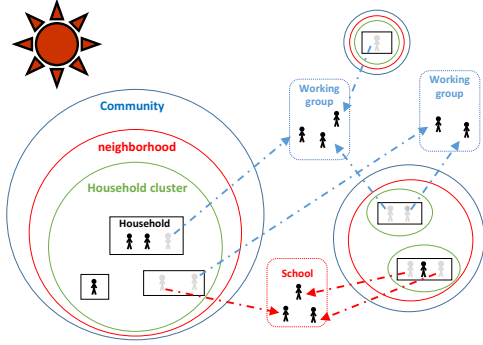 Working
group
Working
group
Community
neighborhood
Household cluster
Household
School